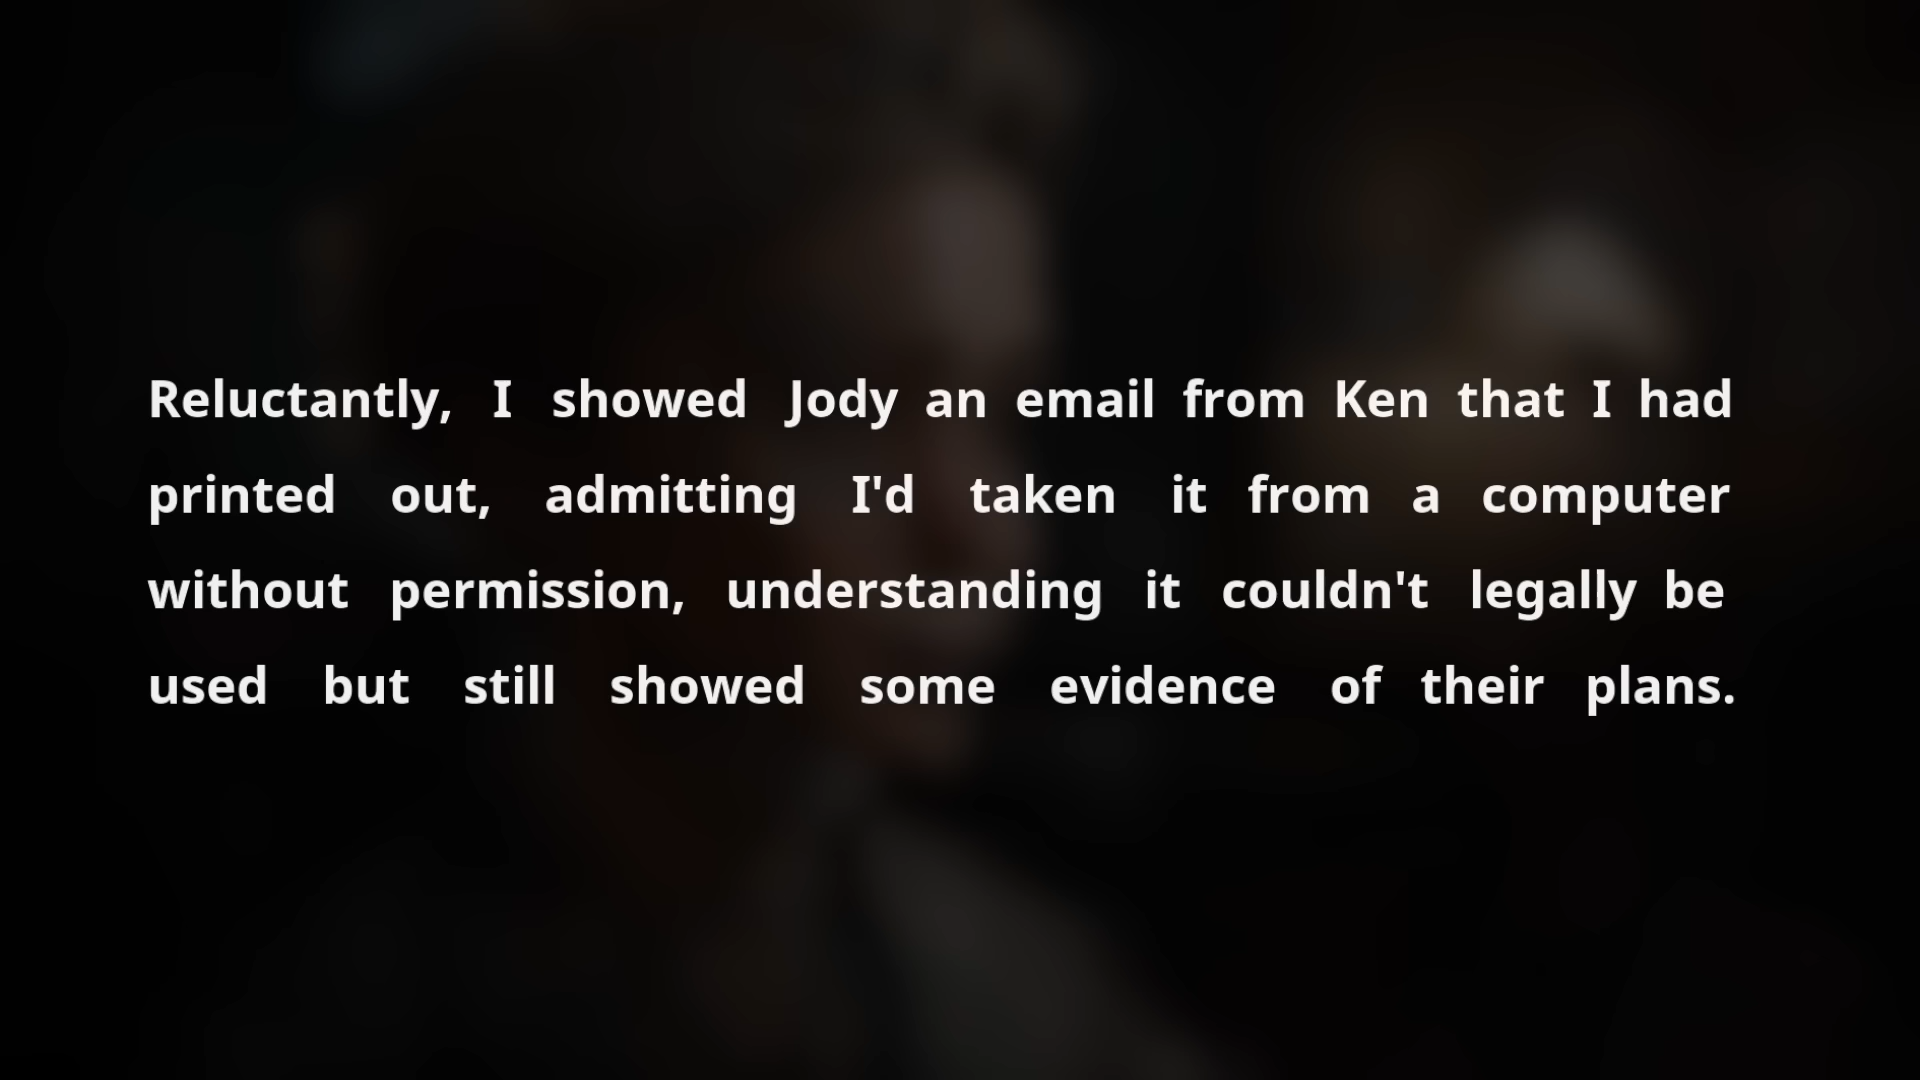 Reluctantly, I showed Jody an email from Ken that I had
printed out, admitting I'd taken it from a computer
without permission, understanding it couldn't legally be
used but still showed some evidence of their plans.